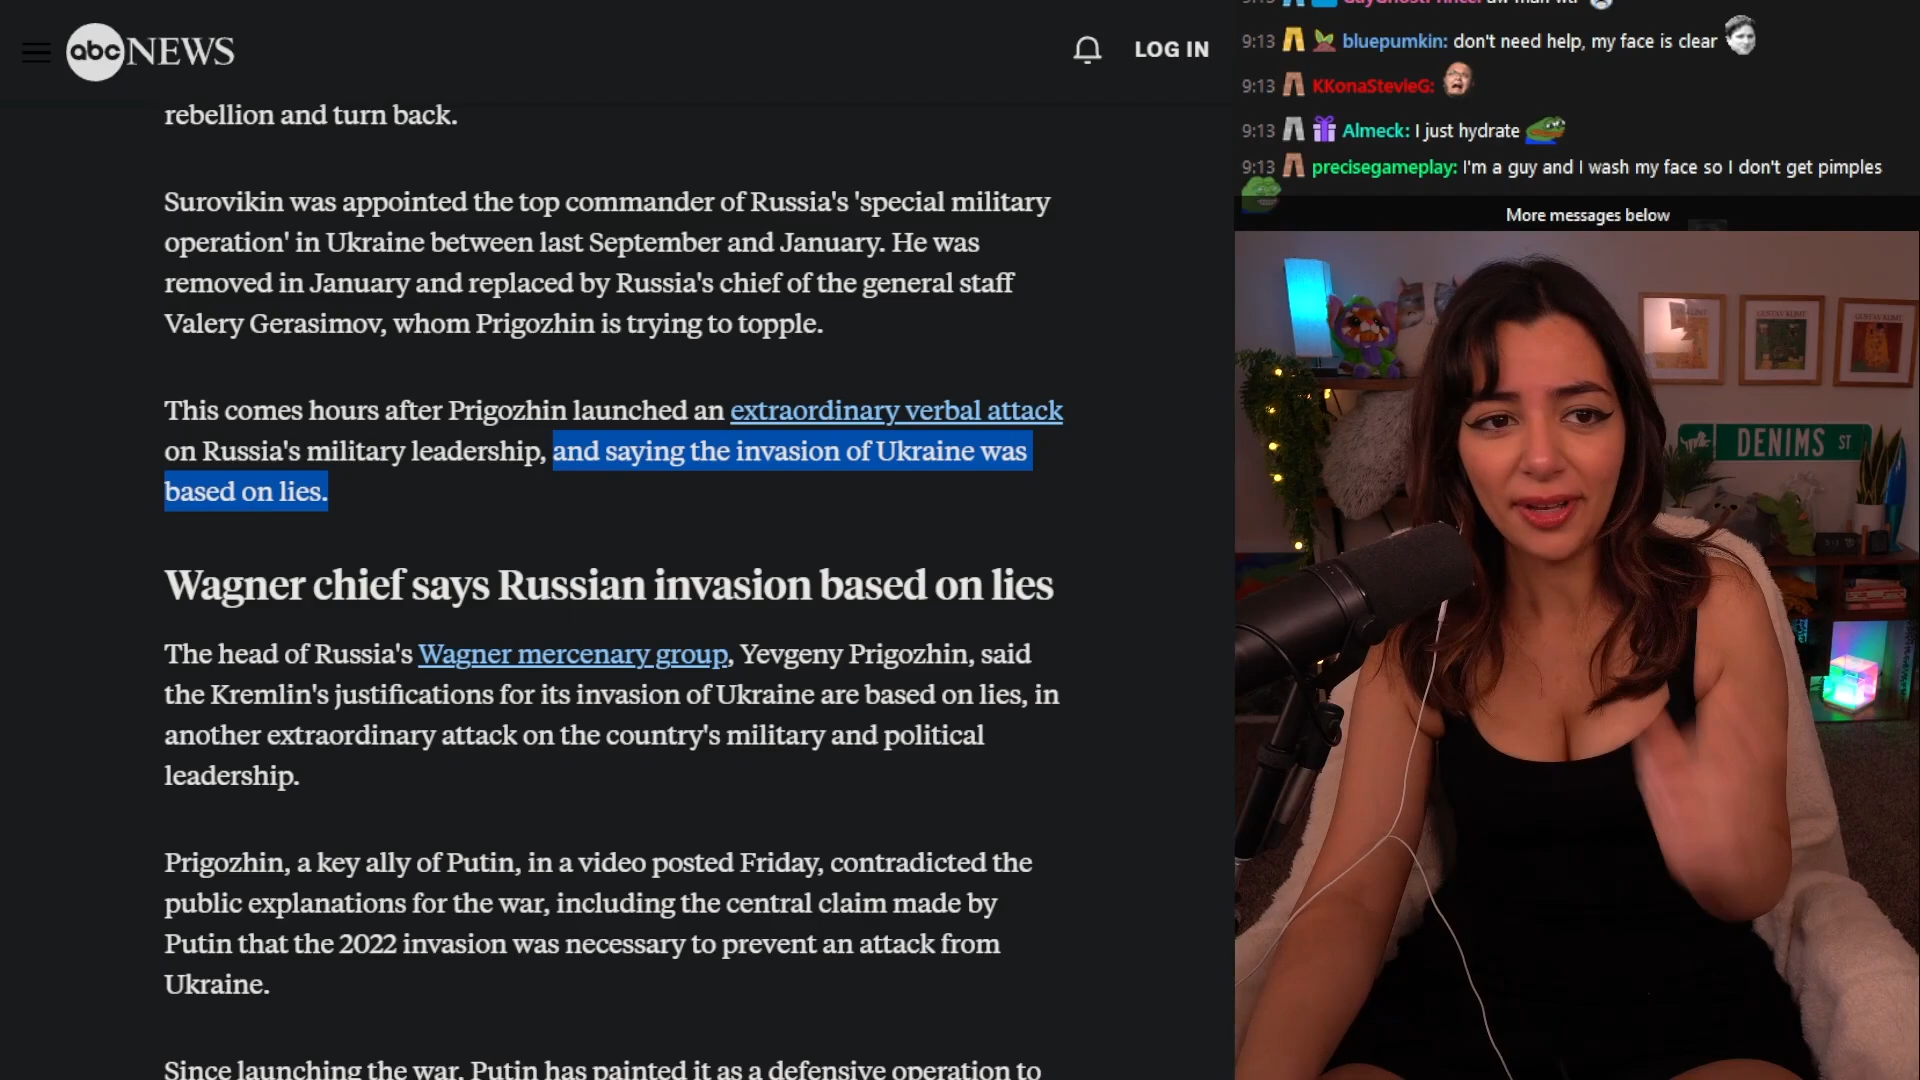 abc NEWS
LOG IN
rebellion and turn back.
Surovikin was appointed the top commander of Russia's 'special military
operation' in Ukraine between last September and January. He was
removed in January and replaced by Russia's chief of the general staff
Valery Gerasimov, whom Prigozhin is trying to topple.
This comes hours after Prigozhin launched an extraordinary verbal attack
on Russia's military leadership, and saying the invasion of Ukraine was
based on lies.
Wagner chief says Russian invasion based on lies
The head of Russia's Wagner mercenary group, Yevgeny Prigozhin, said
the Kremlin's justifications for its invasion of Ukraine are based on lies, in
another extraordinary attack on the country's military and political
leadership.
Prigozhin, a key ally of Putin, in a video posted Friday, contradicted the
public explanations for the war, including the central claim made by
Putin that the 2022 invasion was necessary to prevent an attack from
Ukraine.
Since launching the war, Putin has painted it as a defensive operation to
9:13 bluepumkin: don't need help, my face is clear
9:13 KKonaStevieG:
9:13 Almeck: I just hydrate
9:13 precisegameplay: I'm a guy and I wash my face so I don't get pimples
More messages below
GUSTAV KLIMT
GUSTAV KLIMT
DENIMS ST